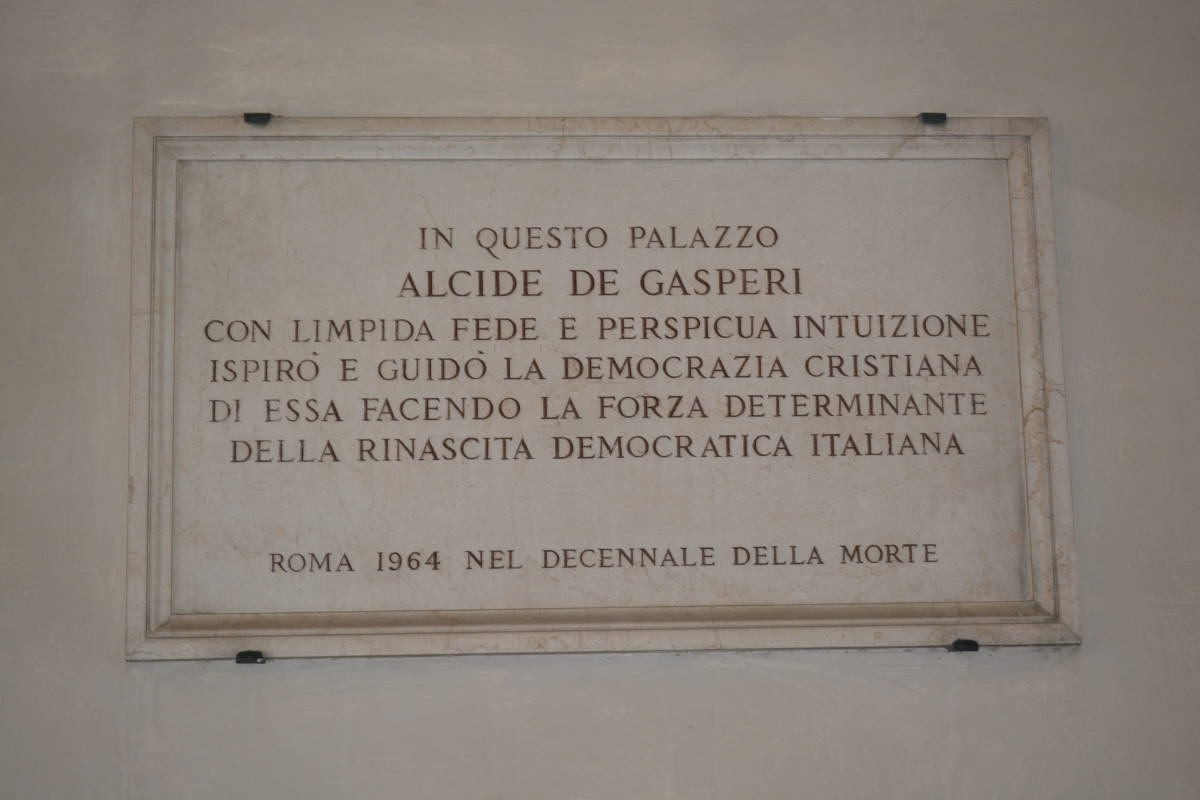 IN QUESTO PALAZZO
ALCIDE DE GASPERI
CON LIMPIDA FEDE E PERSPICUA INTUIZIONE
ISPIRÒ E GUIDÒ LA DEMOCRAZIA CRISTIANA
DI ESSA FACENDO LA FORZA DETERMINANTE
DELLA RINASCITA DEMOCRATICA ITALIANA
ROMA 1964 NEL DECENNALE DELLA MORTE